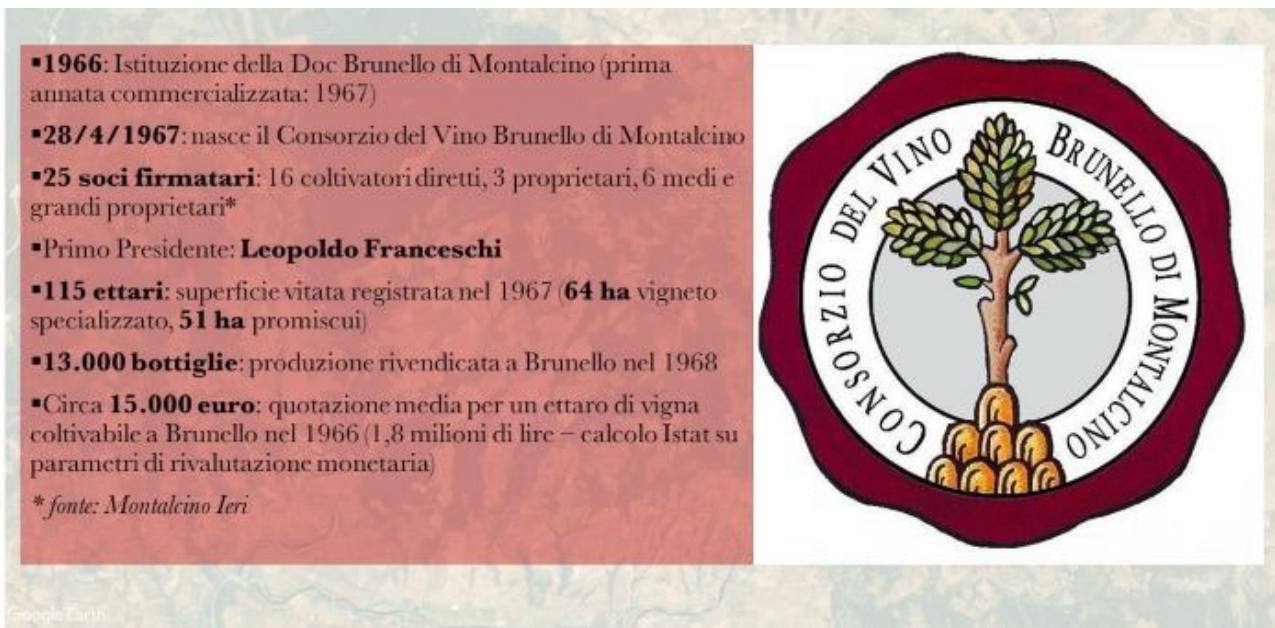 ▪1966: Istituzione della Doc Brunello di Montalcino (prima
annata commercializzata: 1967)
▪28/4/1967: nasce il Consorzio del Vino Brunello di Montalcino
▪25 soci firmatari: 16 coltivatori diretti, 3 proprietari, 6 medi e
grandi proprietari*
▪Primo Presidente: Leopoldo Franceschi
▪115 ettari: superficie vitata registrata nel 1967 (64 ha vigneto
specializzato, 51 ha promiscui)
▪13.000 bottiglie: produzione rivendicata a Brunello nel 1968
▪Circa 15.000 euro: quotazione media per un ettaro di vigna
coltivabile a Brunello nel 1966 (1,8 milioni di lire – calcolo Istat su
parametri di rivalutazione monetaria)
* fonte: Montalcino Ieri
CONSORZIO DEL VINO BRUNELLO DI MONTALCINO
Google Earth